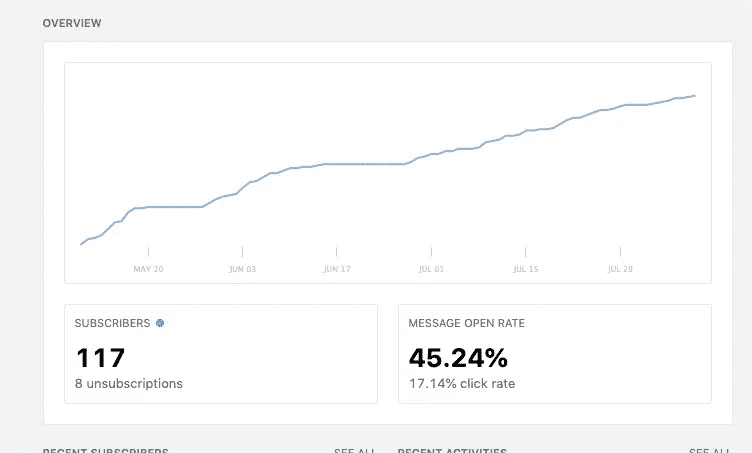 OVERVIEW
MAY 20 JUN 03 JUN 17 JUL 01 JUL 15 JUL 29
SUBSCRIBERS
117
8 unsubscriptions
MESSAGE OPEN RATE
45.24%
17.14% click rate
RECENT SUBSCRIBERS SEE ALL RECENT ACTIVITIES SEE ALL